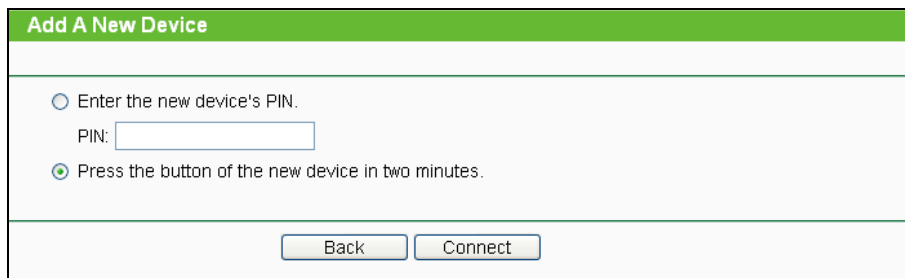 Add A New Device
Enter the new device's PIN.
PIN:
Press the button of the new device in two minutes.
Back Connect